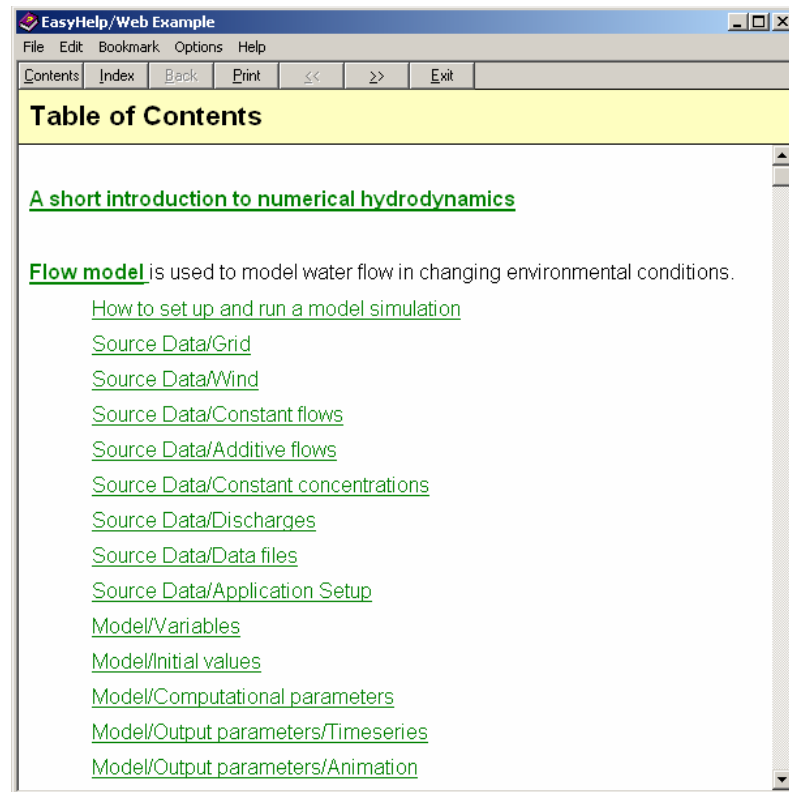 EasyHelp/Web Example
File Edit Bookmark Options Help
Contents Index Back Print << >> Exit
Table of Contents
A short introduction to numerical hydrodynamics
Flow model is used to model water flow in changing environmental conditions.
How to set up and run a model simulation
Source Data/Grid
Source Data/Wind
Source Data/Constant flows
Source Data/Additive flows
Source Data/Constant concentrations
Source Data/Discharges
Source Data/Data files
Source Data/Application Setup
Model/Variables
Model/Initial values
Model/Computational parameters
Model/Output parameters/Timeseries
Model/Output parameters/Animation